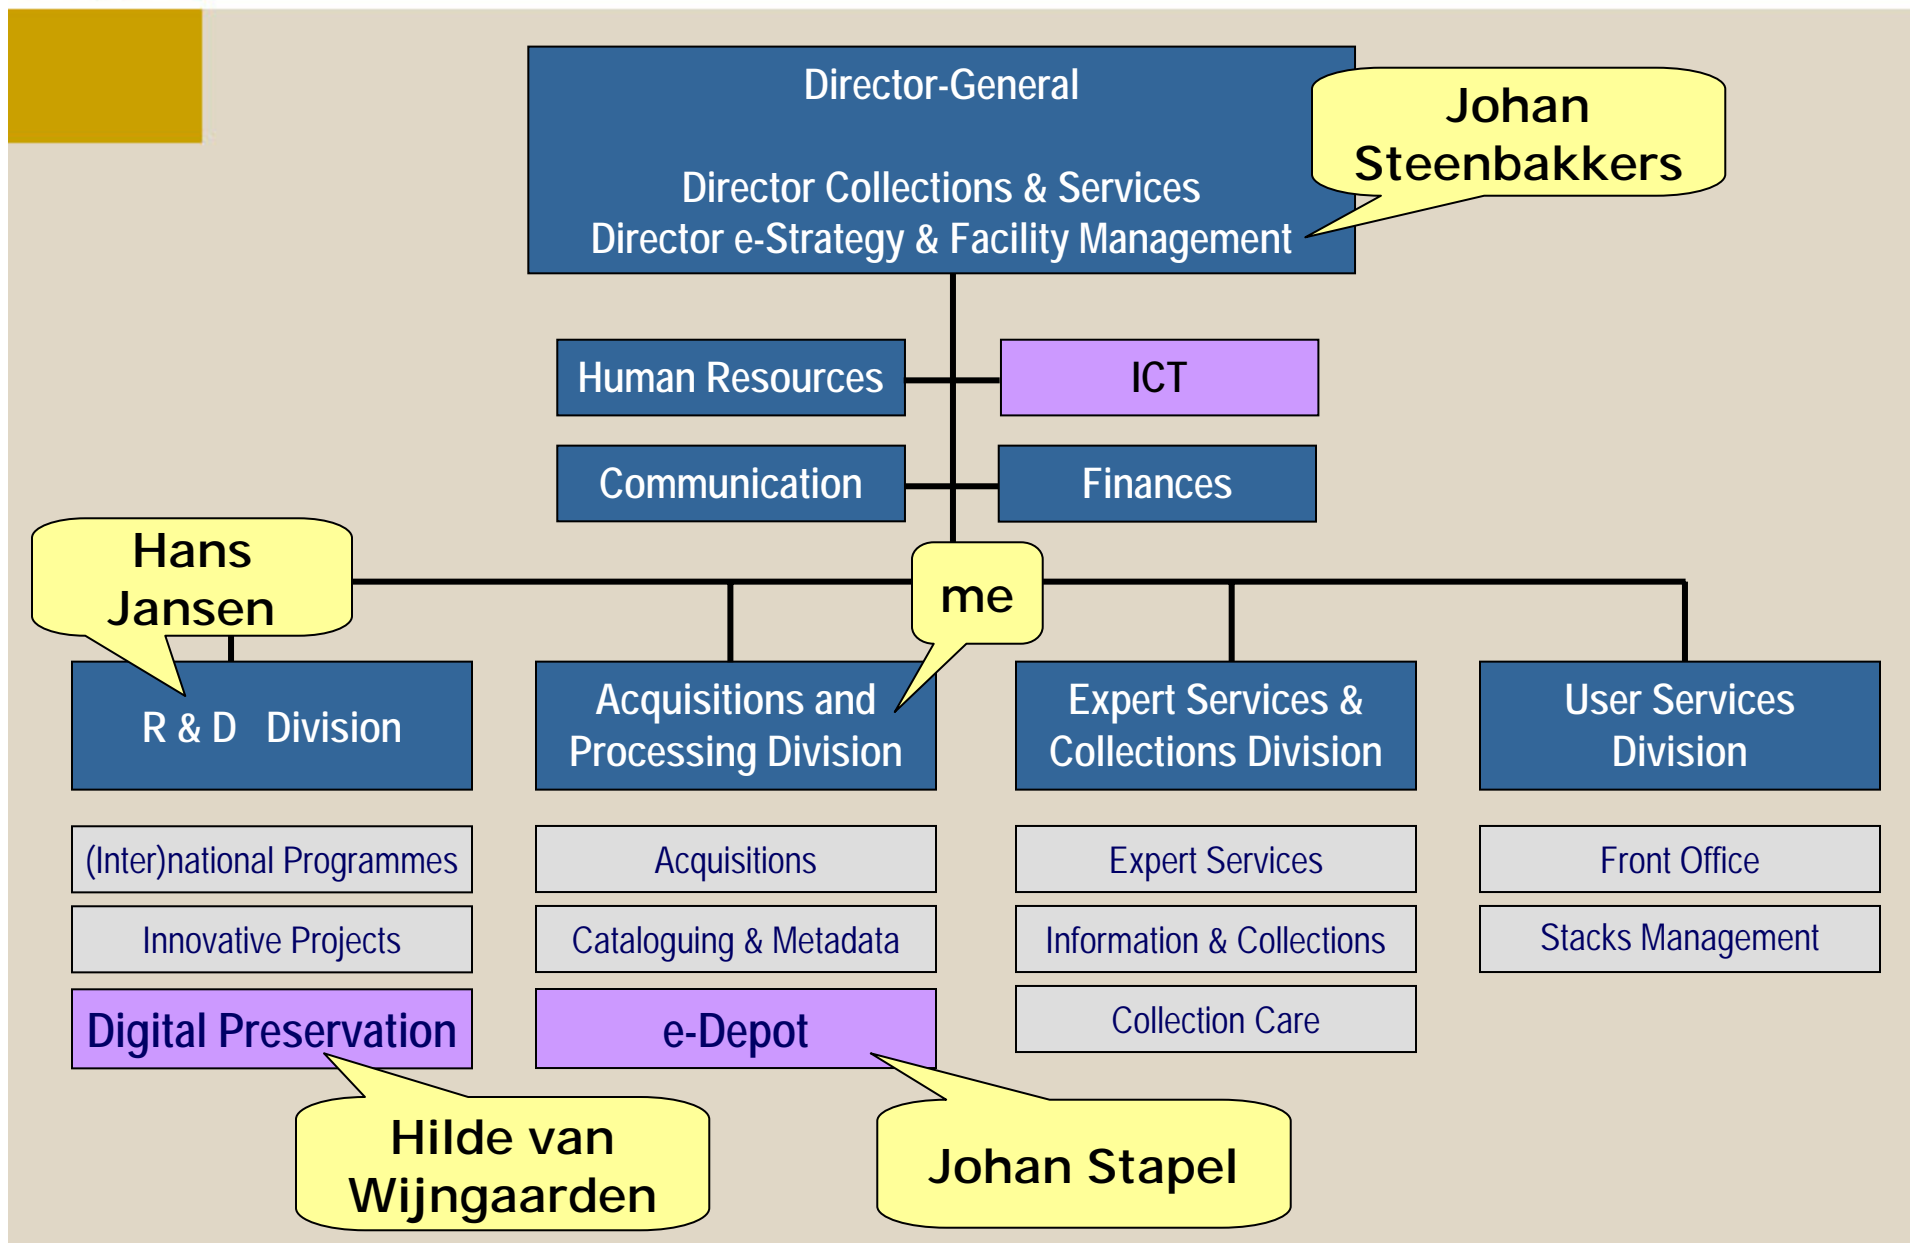 Director-General
Director Collections & Services
Director e-Strategy & Facility Management
Johan
Steenbakkers
Human Resources
ICT
Communication
Finances
Hans
Jansen
me
R & D Division
Acquisitions and
Processing Division
Expert Services &
Collections Division
User Services
Division
(Inter)national Programmes
Acquisitions
Expert Services
Front Office
Innovative Projects
Cataloguing & Metadata
Information & Collections
Stacks Management
Digital Preservation
e-Depot
Collection Care
Hilde van
Wijngaarden
Johan Stapel